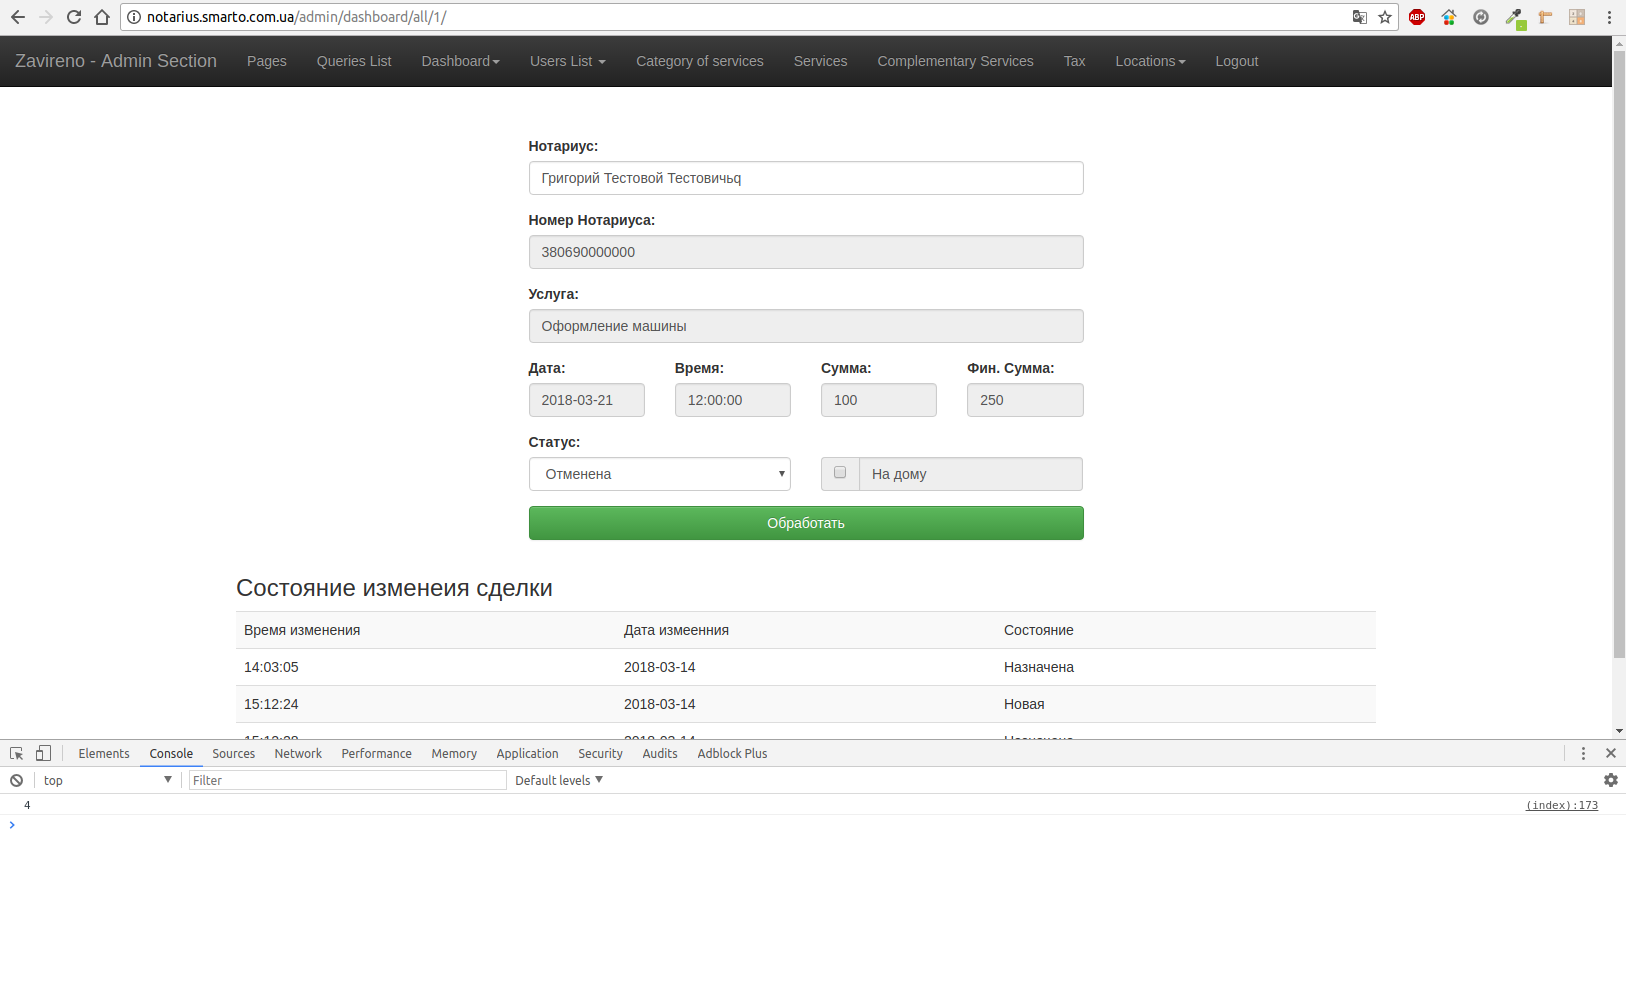 notarius.smarto.com.ua/admin/dashboard/all/1/
ABP
Zavireno - Admin Section Pages Queries List Dashboard Users List Category of services Services Complementary Services Tax Locations Logout
Нотариус:
Григорий Тестовой Тестовичьq
Номер Нотариуса:
380690000000
Услуга:
Оформление машины
Дата: Время: Сумма: Фин. Сумма:
2018-03-21 12:00:00 100 250
Статус:
Отменена На дому
Обработать
Состояние изменеия сделки
Время изменения Дата измеенния Состояние
14:03:05 2018-03-14 Назначена
15:12:24 2018-03-14 Новая
Elements Console Sources Network Performance Memory Application Security Audits Adblock Plus
top Filter Default levels
4 (index):173